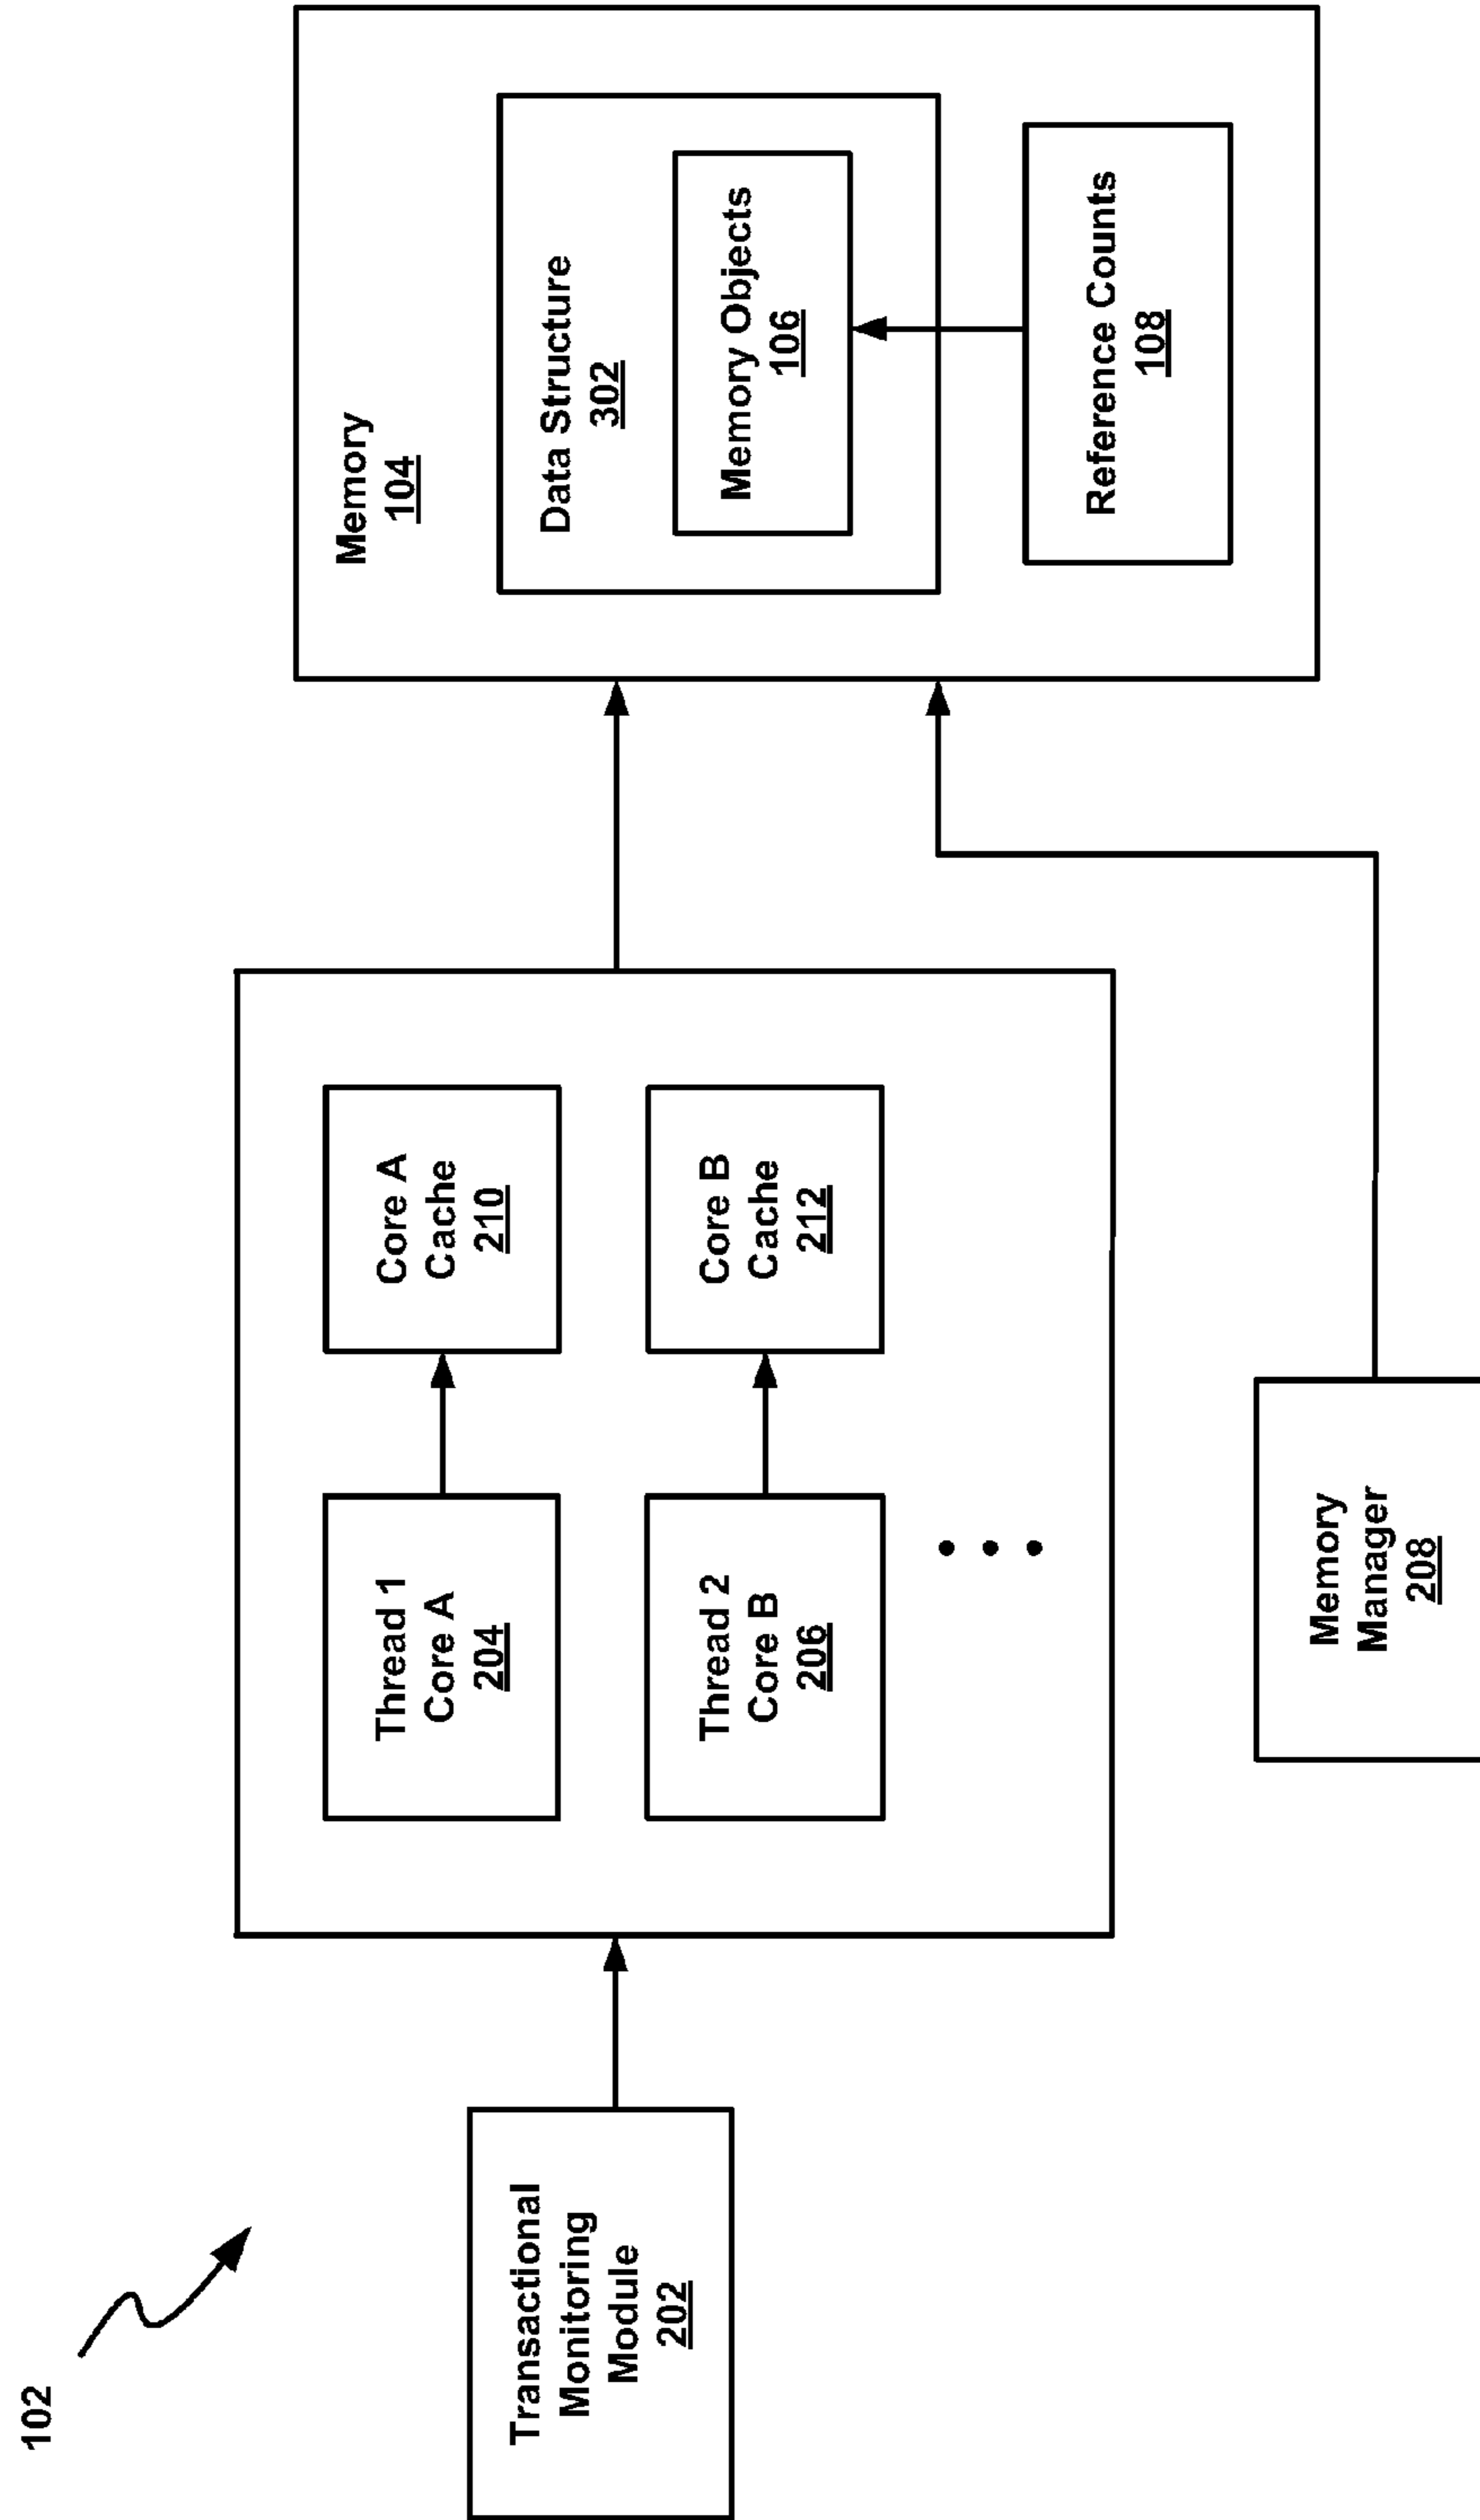 102
Transactional
Monitoring
Module
202
Thread 1
Core A
204
Core A
Cache
210
Thread 2
Core B
206
Core B
Cache
212
Memory
Manager
208
Memory
104
Data Structure
302
Memory Objects
106
Reference Counts
108